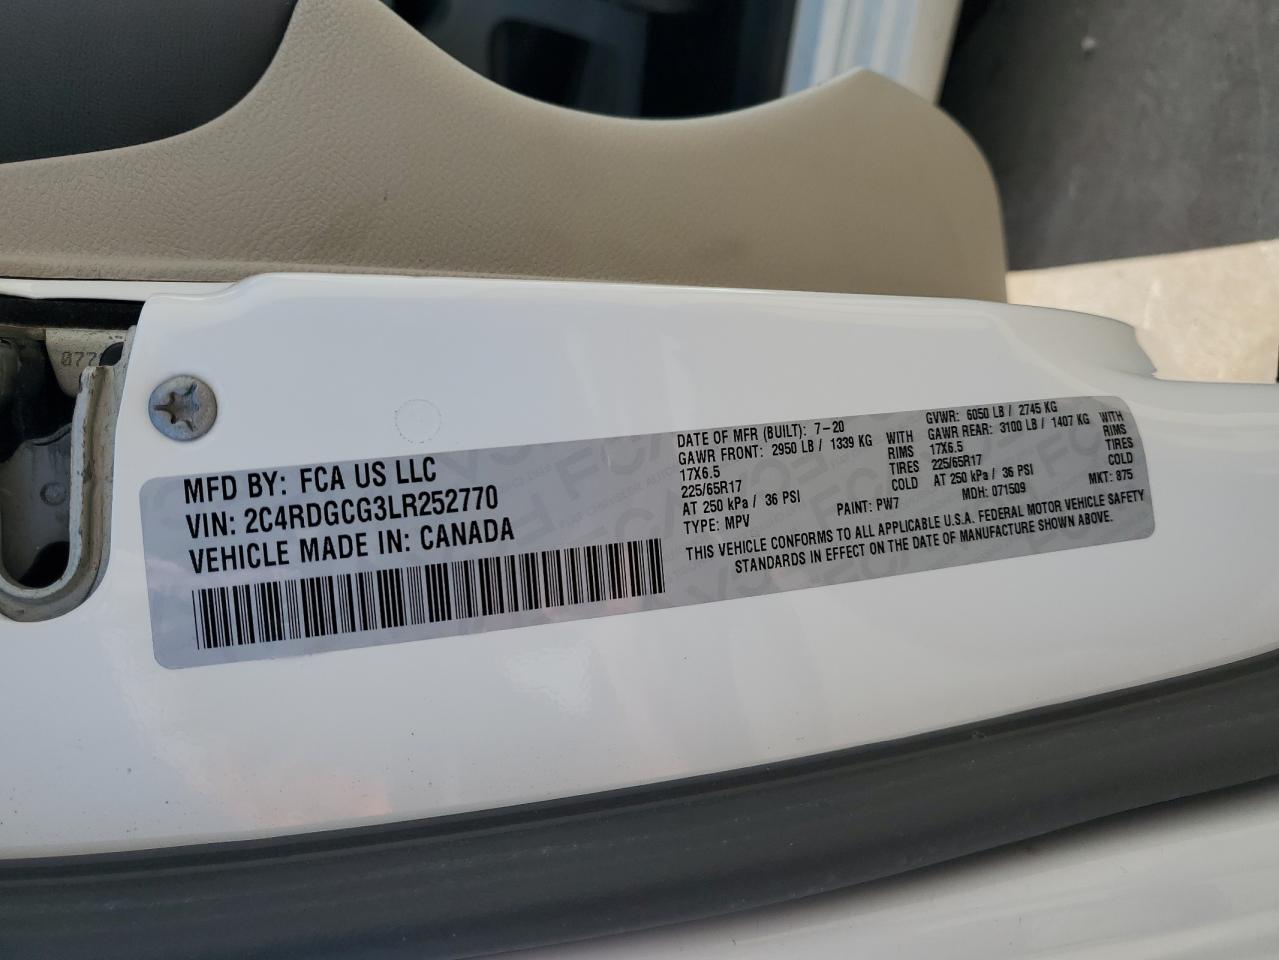 077
MFD BY: FCA US LLC
VIN: 2C4RDGCG3LR252770
VEHICLE MADE IN: CANADA
DATE OF MFR (BUILT): 7-20 GVWR: 6050 LB / 2745 KG
GAWR FRONT: 2950 LB / 1339 KG WITH GAWR REAR: 3100 LB / 1407 KG WITH
17X6.5 RIMS 17X6.5 RIMS
225/65R17 TIRES 225/65R17 TIRES
AT 250 kPa / 36 PSI COLD AT 250 kPa / 36 PSI COLD
TYPE: MPV PAINT: PW7 MDH: 071509 MKT: 875
THIS VEHICLE CONFORMS TO ALL APPLICABLE U.S.A. FEDERAL MOTOR VEHICLE SAFETY
STANDARDS IN EFFECT ON THE DATE OF MANUFACTURE SHOWN ABOVE.